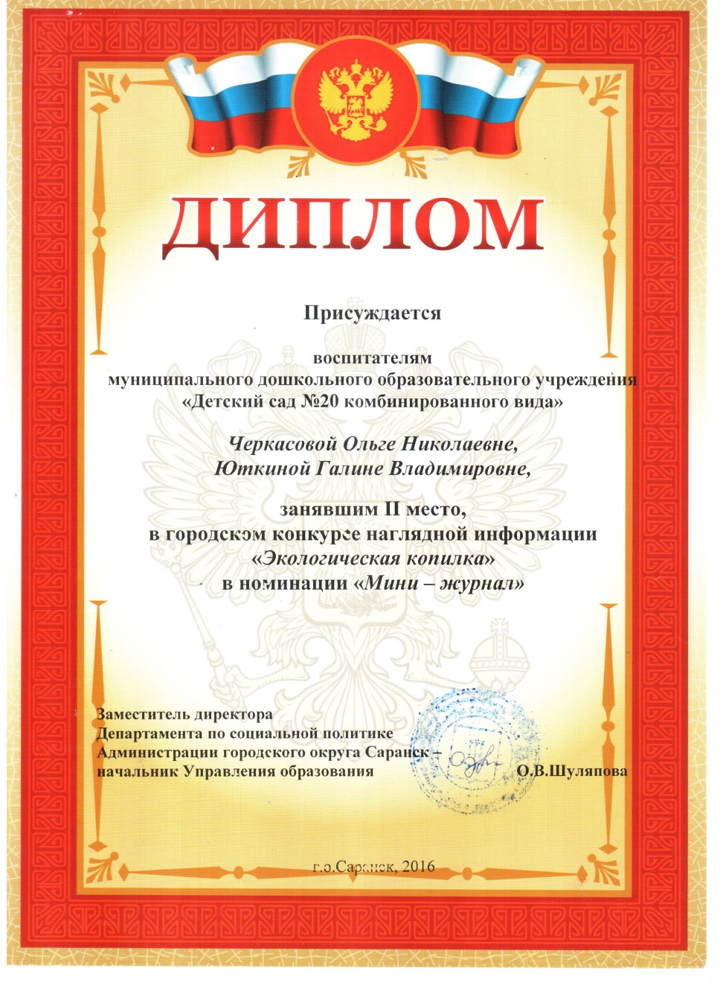 ДИПЛОМ
Присуждается
воспитателям
муниципального дошкольного образовательного учреждения
«Детский сад №20 комбинированного вида»
Черкасовой Ольге Николаевне,
Юткиной Галине Владимировне,
занявшим II место,
в городском конкурсе наглядной информации
«Экологическая копилка»
в номинации «Мини – журнал»
Заместитель директора
Департамента по социальной политике
Администрации городского округа Саранск –
начальник Управления образования
О.В.Шуляпова
г.о.Саранск, 2016